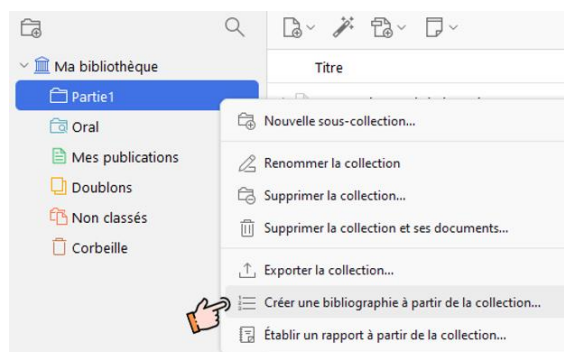 Ma bibliothèque
Titre
Partie1
Oral
Mes publications
Doublons
Non classés
Corbeille
Nouvelle sous-collection...
Renommer la collection
Supprimer la collection...
Supprimer la collection et ses documents...
Exporter la collection...
Créer une bibliographie à partir de la collection...
Établir un rapport à partir de la collection...